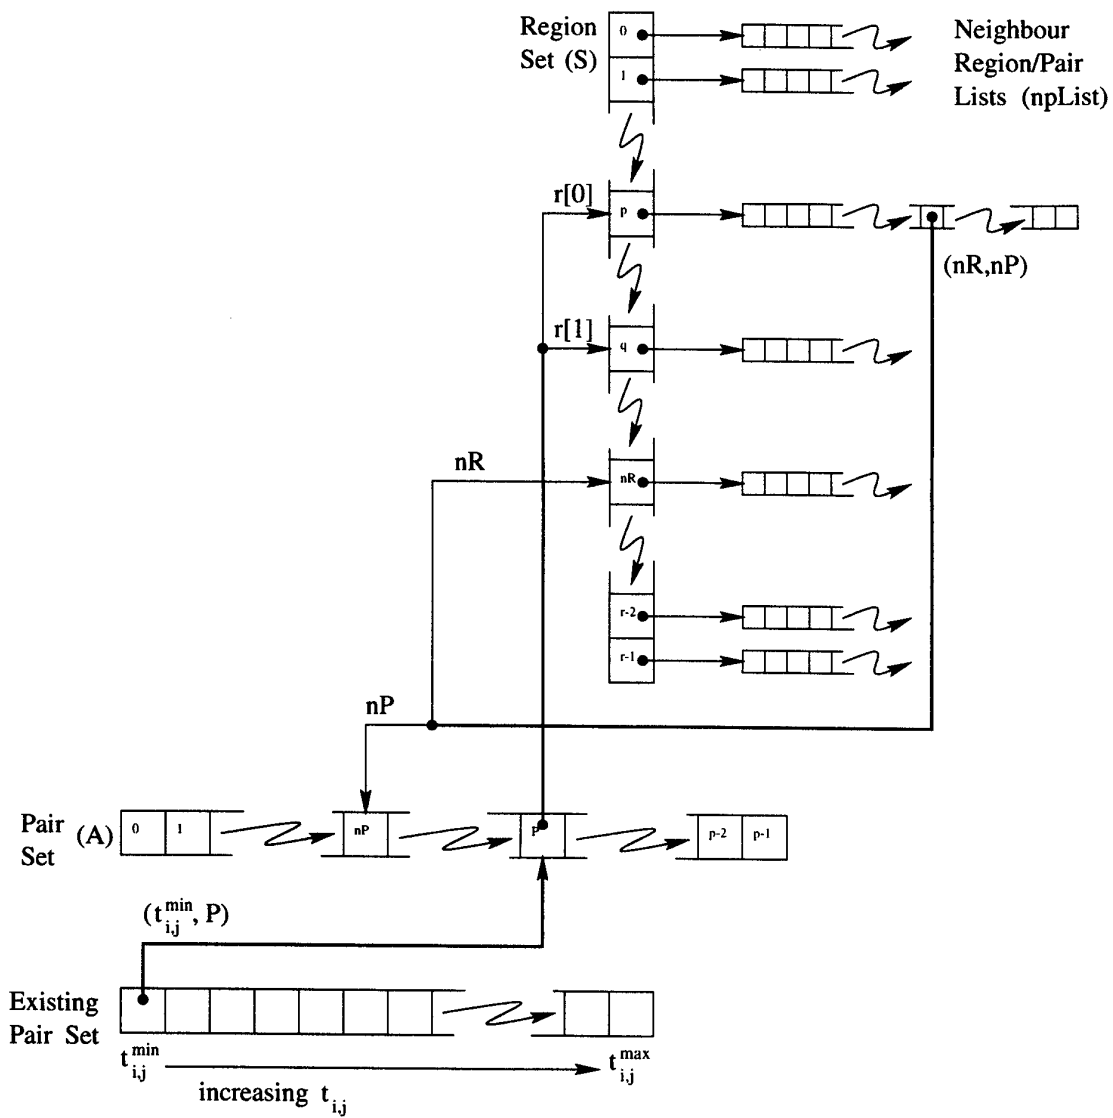 Region
Set (S)
0
1
Neighbour
Region/Pair
Lists (npList)
r[0]
p
(nR,nP)
r[1]
q
nR
nR
r-2
r-1
nP
Pair
Set
(A)
0 1
nP
P
p-2 p-1
(t_{i,j}^{min}, P)
Existing
Pair Set
t_{i,j}^{min}
t_{i,j}^{max}
increasing t_{i,j}